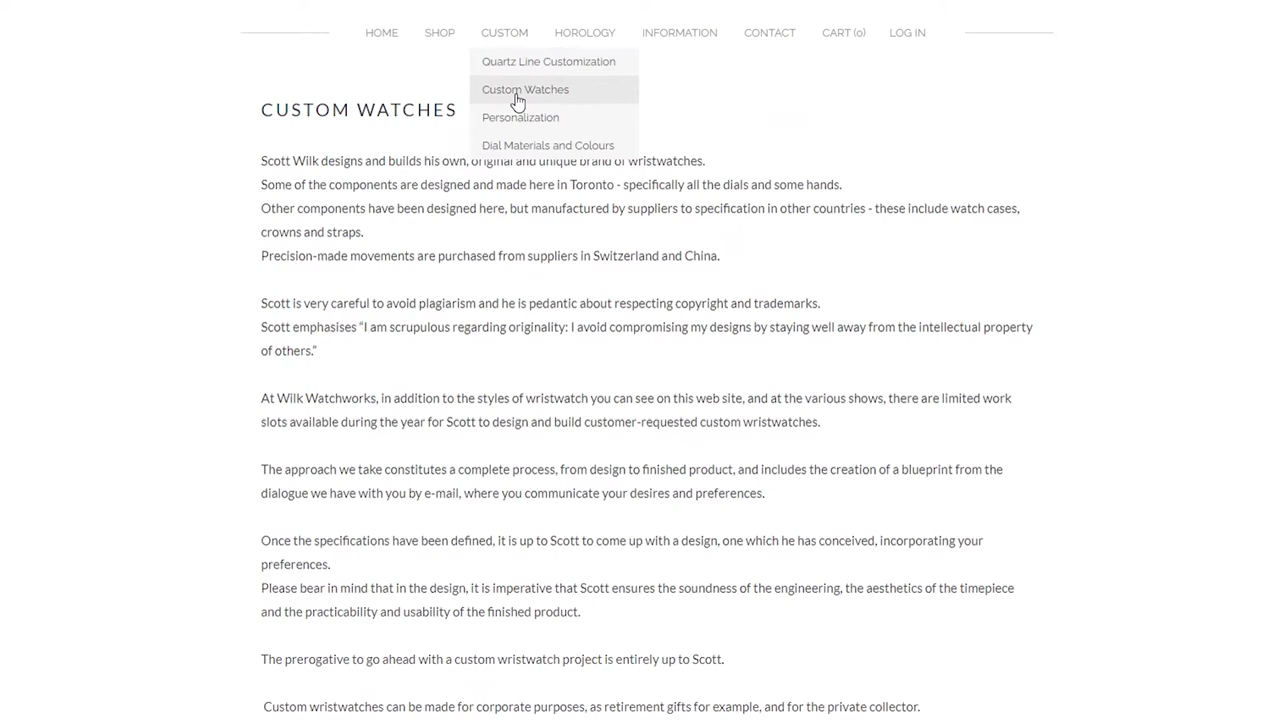 HOME SHOP CUSTOM HOROLOGY INFORMATION CONTACT CART (0) LOG IN
Quartz Line Customization
Custom Watches
Personalization
Dial Materials and Colours
CUSTOM WATCHES
Scott Wilk designs and builds his own, original and unique brand of wristwatches.
Some of the components are designed and made here in Toronto - specifically all the dials and some hands.
Other components have been designed here, but manufactured by suppliers to specification in other countries - these include watch cases,
crowns and straps.
Precision-made movements are purchased from suppliers in Switzerland and China.
Scott is very careful to avoid plagiarism and he is pedantic about respecting copyright and trademarks.
Scott emphasises “I am scrupulous regarding originality: I avoid compromising my designs by staying well away from the intellectual property
of others.”
At Wilk Watchworks, in addition to the styles of wristwatch you can see on this web site, and at the various shows, there are limited work
slots available during the year for Scott to design and build customer-requested custom wristwatches.
The approach we take constitutes a complete process, from design to finished product, and includes the creation of a blueprint from the
dialogue we have with you by e-mail, where you communicate your desires and preferences.
Once the specifications have been defined, it is up to Scott to come up with a design, one which he has conceived, incorporating your
preferences.
Please bear in mind that in the design, it is imperative that Scott ensures the soundness of the engineering, the aesthetics of the timepiece
and the practicability and usability of the finished product.
The prerogative to go ahead with a custom wristwatch project is entirely up to Scott.
Custom wristwatches can be made for corporate purposes, as retirement gifts for example, and for the private collector.